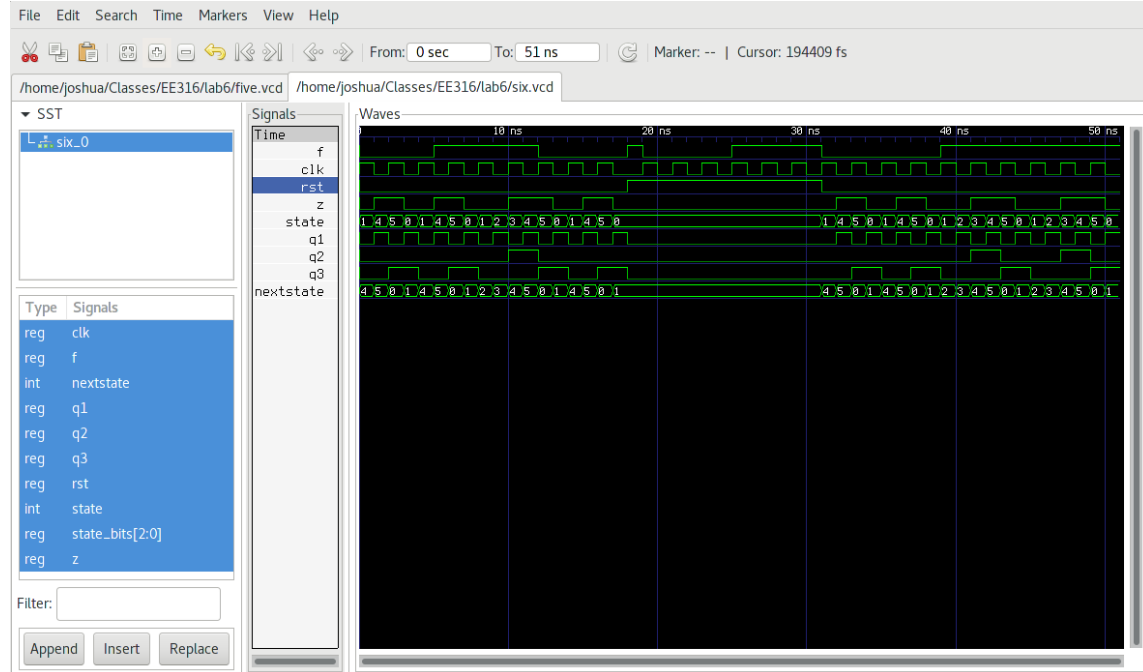 File Edit Search Time Markers View Help
From: 0 sec To: 51 ns Marker: -- | Cursor: 194409 fs
/home/joshua/Classes/EE316/lab6/five.vcd /home/joshua/Classes/EE316/lab6/six.vcd
SST
six_0
Type Signals
reg clk
reg f
int nextstate
reg q1
reg q2
reg q3
reg rst
int state
reg state_bits[2:0]
reg z
Filter:
Append Insert Replace
Signals
Time
f
clk
rst
z
state
q1
q2
q3
nextstate
Waves
10 ns 20 ns 30 ns 40 ns 50 ns
1 4 5 0 1 4 5 0 1 2 3 4 5 0 1 4 5 0 1 4 5 0 1 4 5 0 1 2 3 4 5 0 1 2 3 4 5 0
4 5 0 1 4 5 0 1 2 3 4 5 0 1 4 5 0 1 4 5 0 1 4 5 0 1 2 3 4 5 0 1 2 3 4 5 0 1